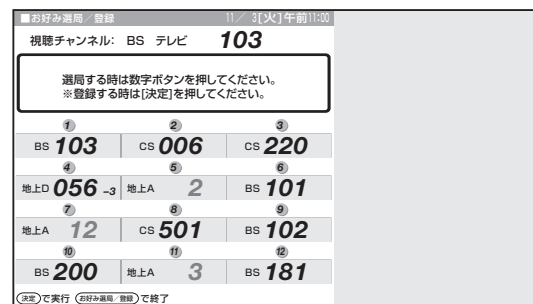 ■お好み選局／登録 11／ 3[火]午前11:00
視聴チャンネル: BS テレビ 103
選局する時は数字ボタンを押してください。
※登録する時は[決定]を押してください。
① ② ③
BS 103 CS 006 CS 220
④ ⑤ ⑥
地上D 056 -3 地上A 2 BS 101
⑦ ⑧ ⑨
地上A 12 CS 501 BS 102
⑩ ⑪ ⑫
BS 200 地上A 3 BS 181
決定で実行 お好み選局／登録で終了